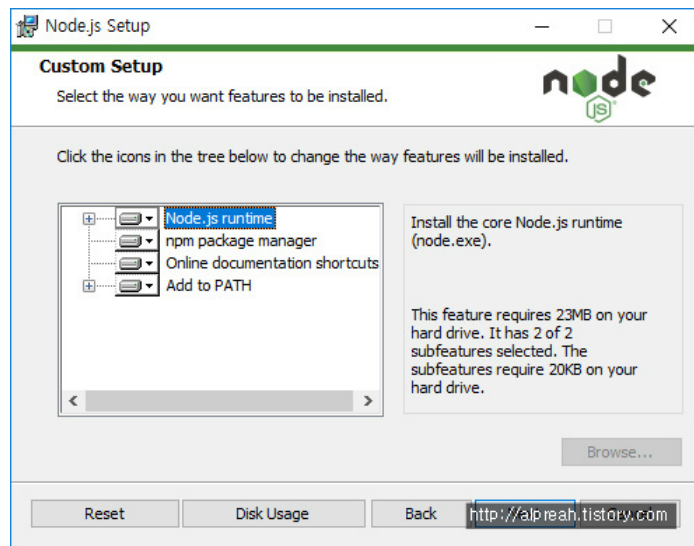 Node.js Setup
Custom Setup
Select the way you want features to be installed.
node
JS
Click the icons in the tree below to change the way features will be installed.
Node.js runtime
npm package manager
Online documentation shortcuts
Add to PATH
Install the core Node.js runtime
(node.exe).
This feature requires 23MB on your
hard drive. It has 2 of 2
subfeatures selected. The
subfeatures require 20KB on your
hard drive.
Browse...
Reset
Disk Usage
Back
http://alpreah.tistory.com